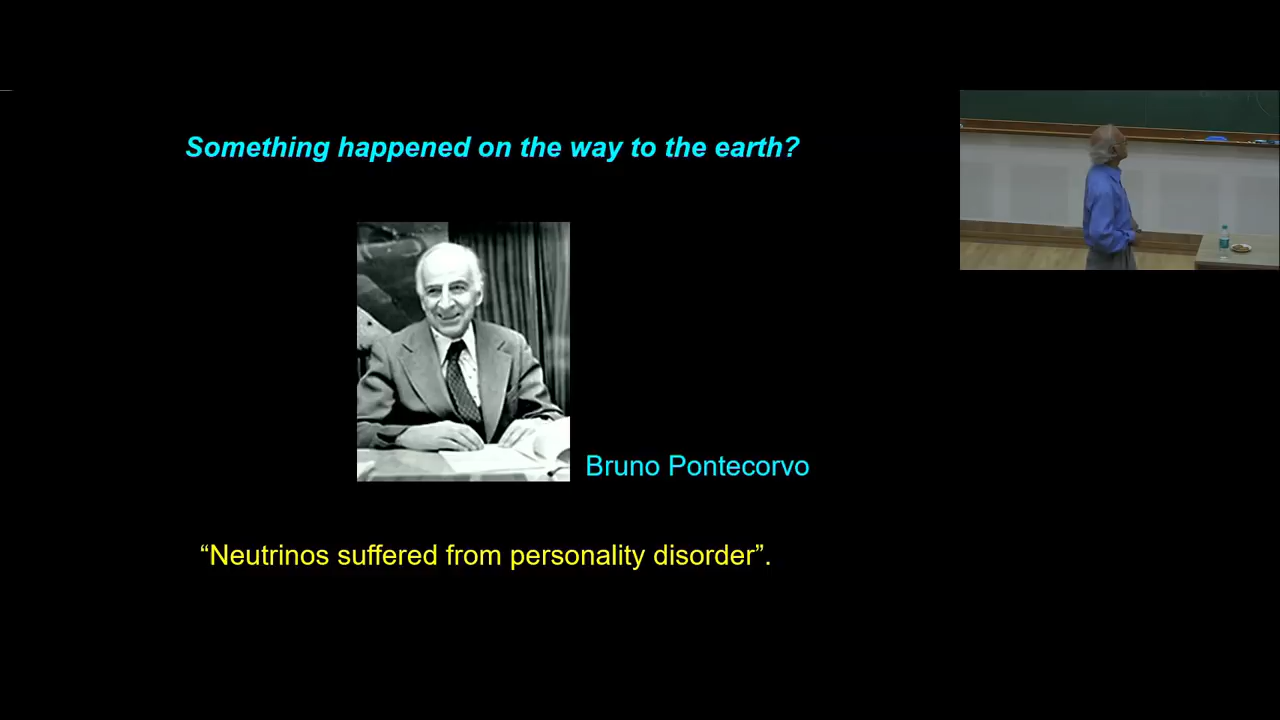 Something happened on the way to the earth?
Bruno Pontecorvo
“Neutrinos suffered from personality disorder”.